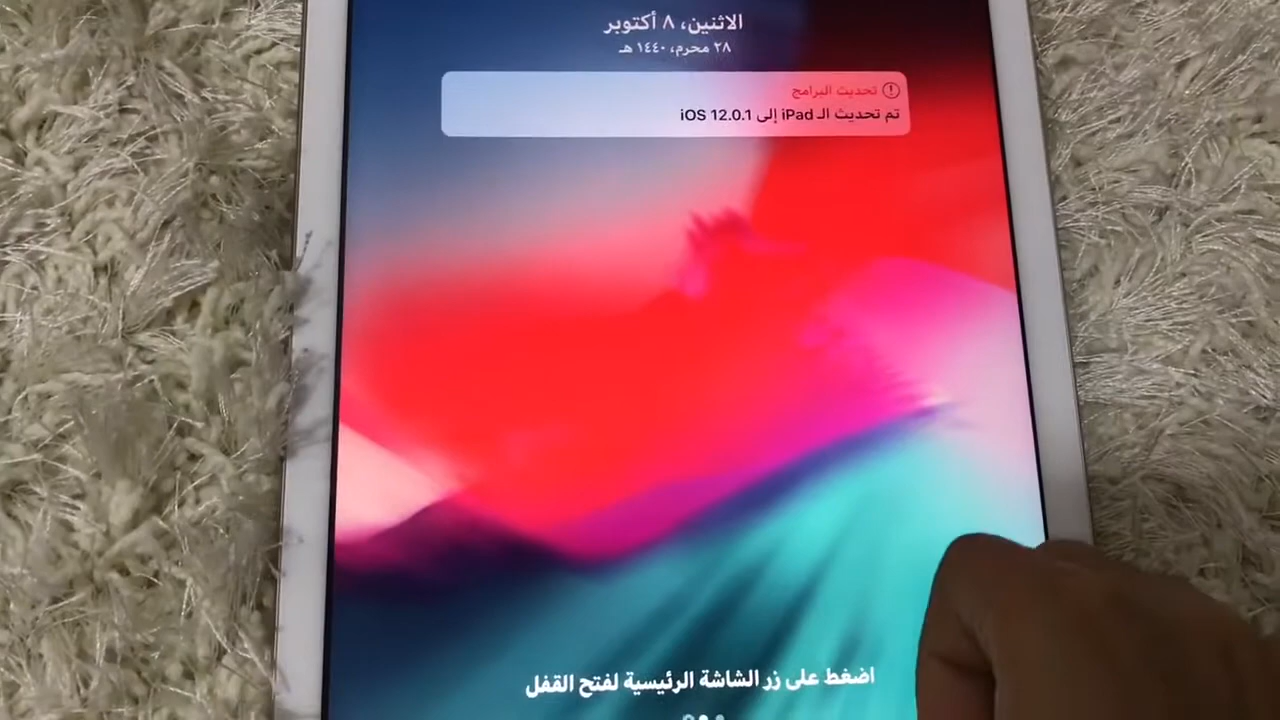 الاثنين، ٨ أكتوبر
٢٨ محرم، ١٤٤٠ هـ
تحديث البرامج
تم تحديث الـ iPad إلى iOS 12.0.1
اضغط على زر الشاشة الرئيسية لفتح القفل